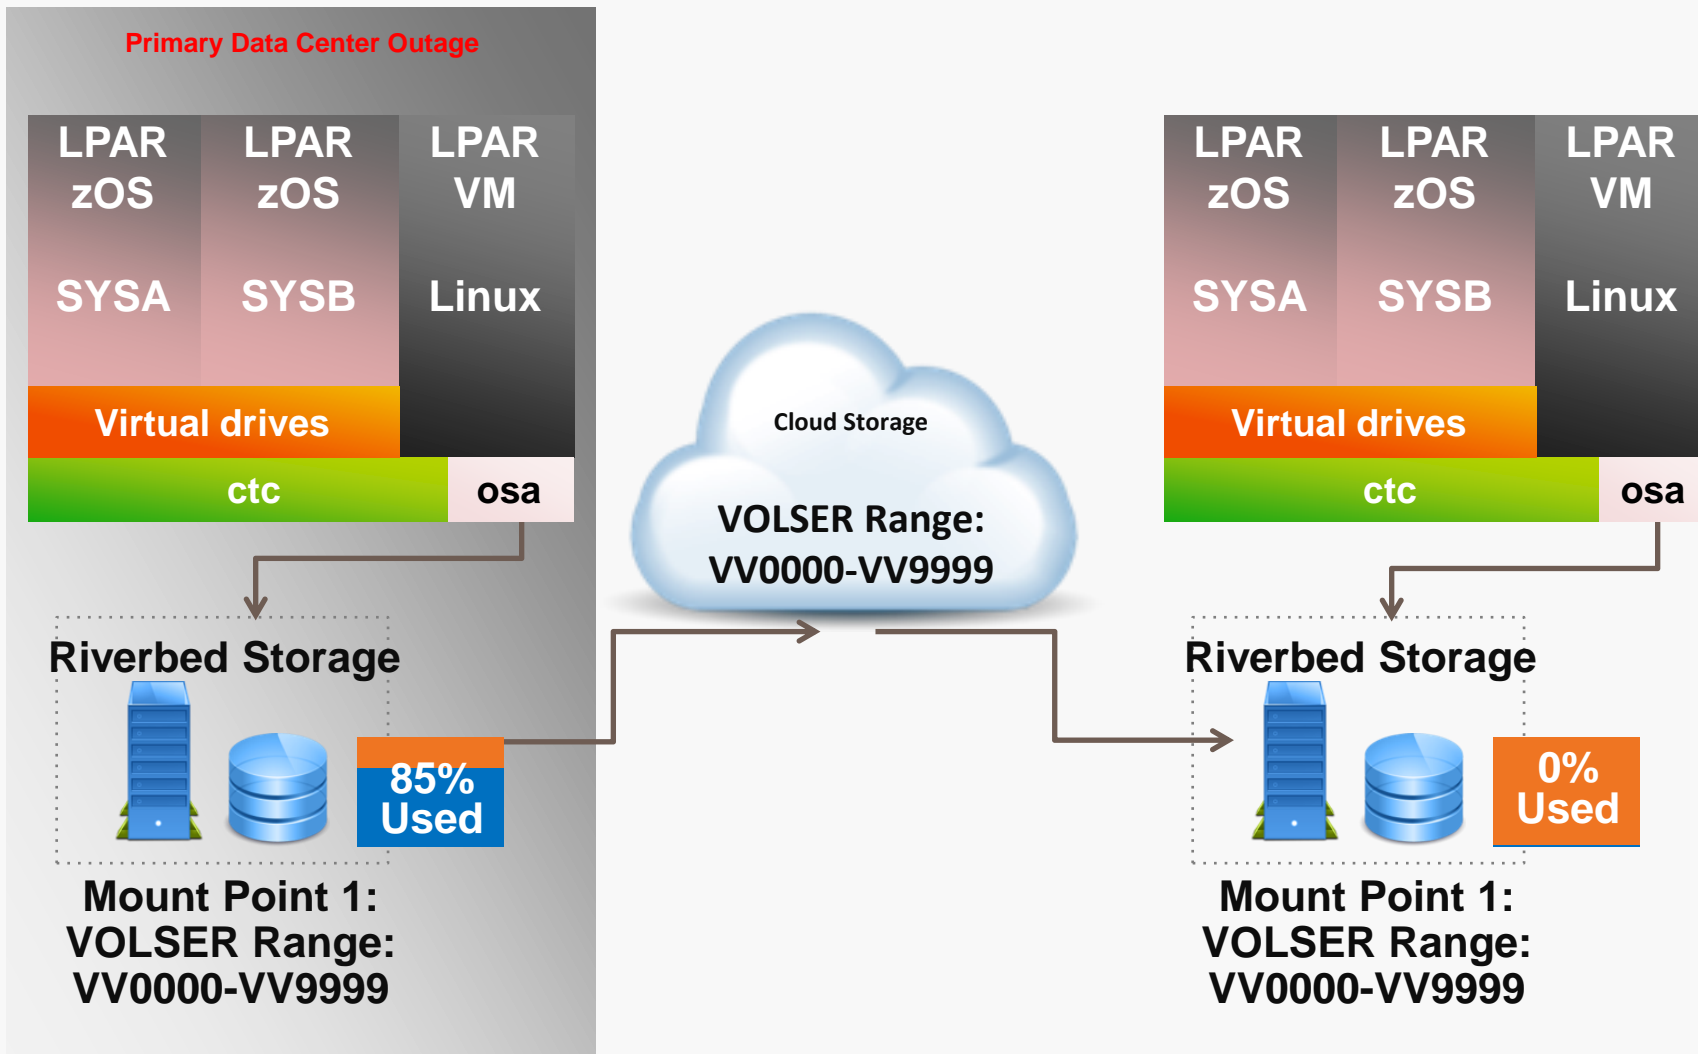 Primary Data Center Outage
LPAR
zOS
SYSA
LPAR
zOS
SYSB
LPAR
VM
Linux
Virtual drives
ctc
osa
Riverbed Storage
85%
Used
Mount Point 1:
VOLSER Range:
VV0000-VV9999
Cloud Storage
VOLSER Range:
VV0000-VV9999
LPAR
zOS
SYSA
LPAR
zOS
SYSB
LPAR
VM
Linux
Virtual drives
ctc
osa
Riverbed Storage
0%
Used
Mount Point 1:
VOLSER Range:
VV0000-VV9999